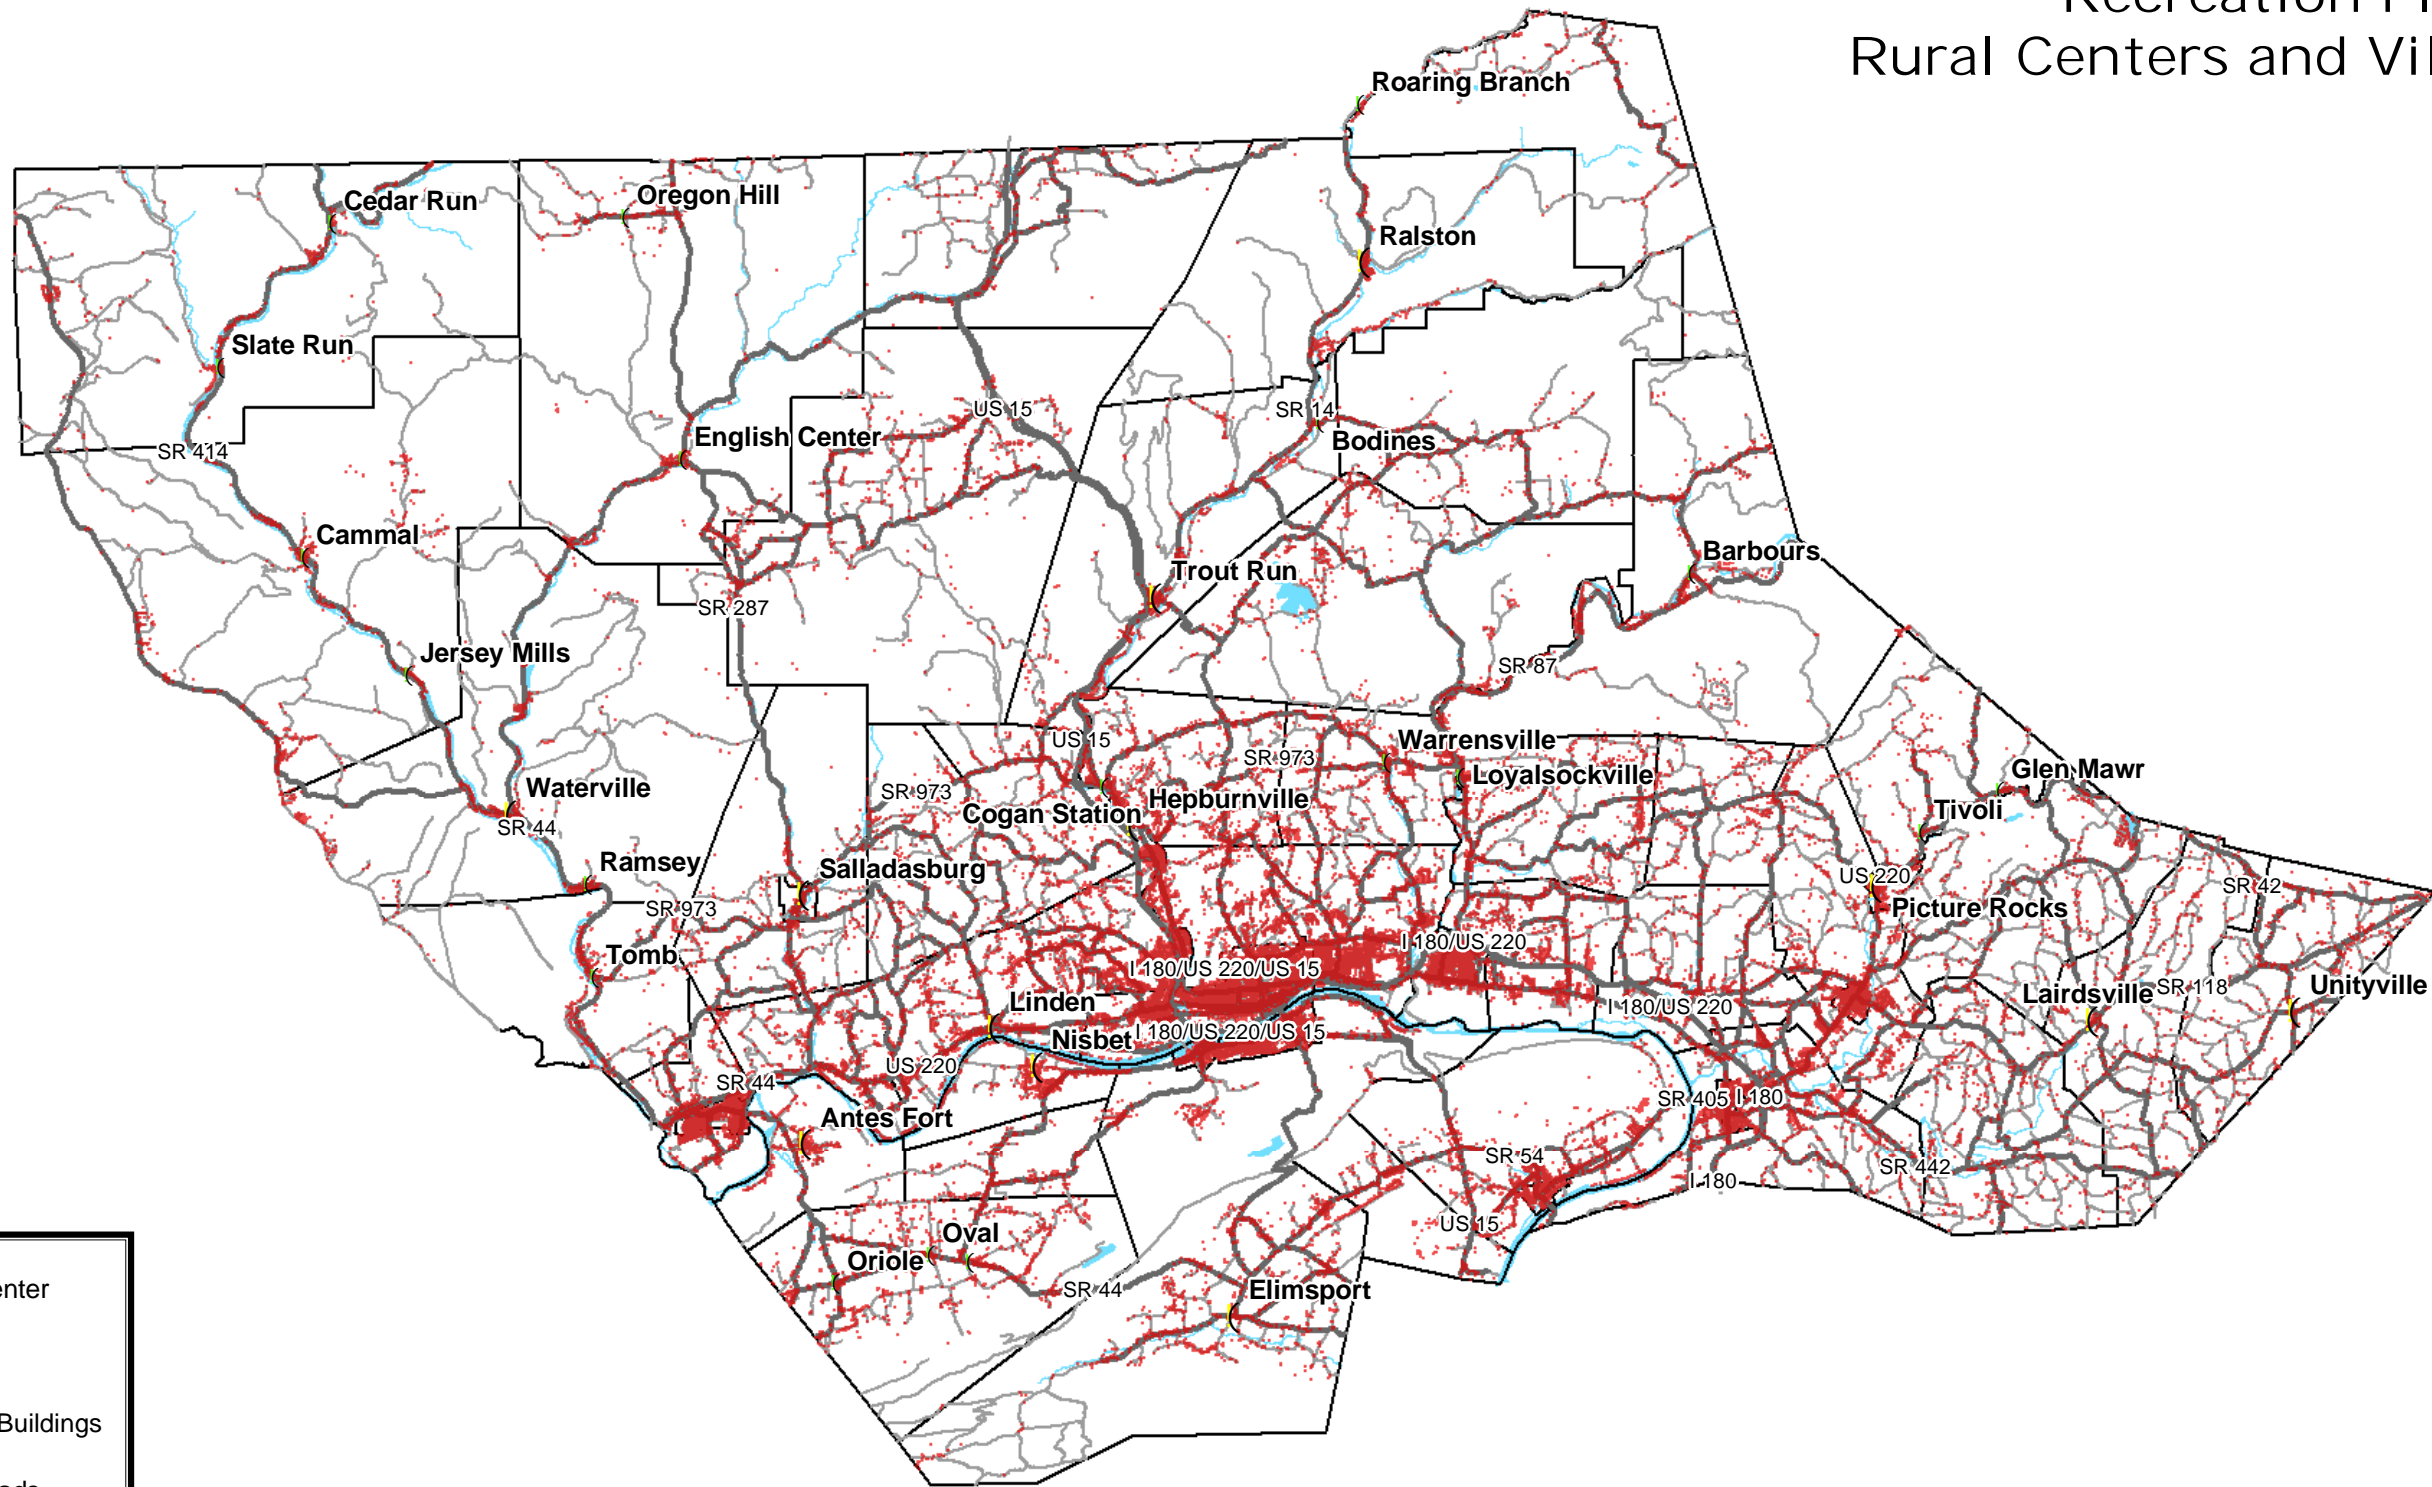 Recreation
Rural Centers and
Roaring Branch
Cedar Run
Oregon Hill
Ralston
Slate Run
US 15
SR 14
English Center
Bodines
SR 414
Cammal
Barbours
Trout Run
SR 287
Jersey Mills
SR 87
US 15
Warrensville
SR 973
Loyalsockville
Glen Mawr
Waterville
SR 973
Hepburnville
Tivoli
Cogan Station
SR 44
Ramsey
Salladasburg
US 220
SR 42
SR 973
Picture Rocks
Tomb
I 180/US 220
I 180/US 220/US 15
Linden
I 180/US 220
Lairdsville
SR 118
Unityville
Nisbet
I 180/US 220/US 15
US 220
SR 44
SR 405
I 180
Antes Fort
SR 54
SR 442
I 180
US 15
Oval
Oriole
SR 44
Elimsport
Buildings